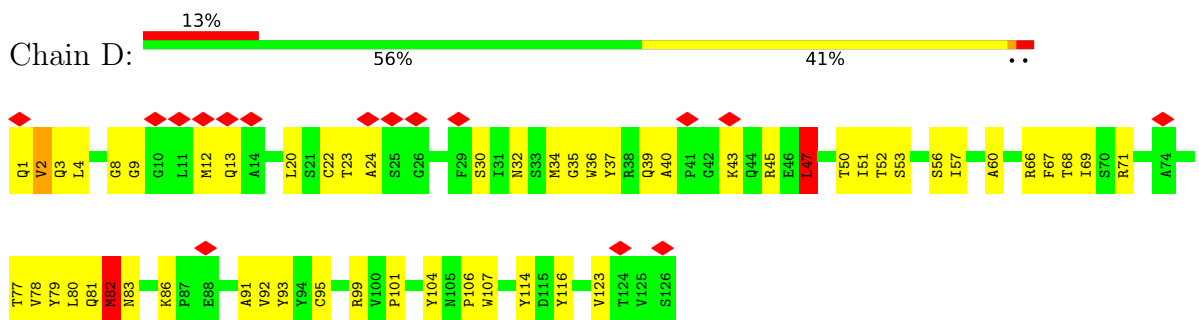 13%
Chain D:
56% 41% • •
Q1 V2 Q3 L4 G8 G9 G10 L11 M12 Q13 A14 L20 S21 C22 T23 A24 S25 G26 F29 S30 I31 N32 S33 M34 G35 W36 Y37 R38 Q39 A40 P41 G42 K43 Q44 R45 E46 L47 T50 I51 T52 S53 S56 I57 A60 R66 F67 T68 I69 S70 R71 A74
T77 V78 Y79 L80 Q81 M82 N83 K86 P87 E88 A91 V92 Y93 Y94 C95 R99 V100 P101 Y104 N105 P106 W107 Y114 D115 Y116 V123 T124 V125 S126